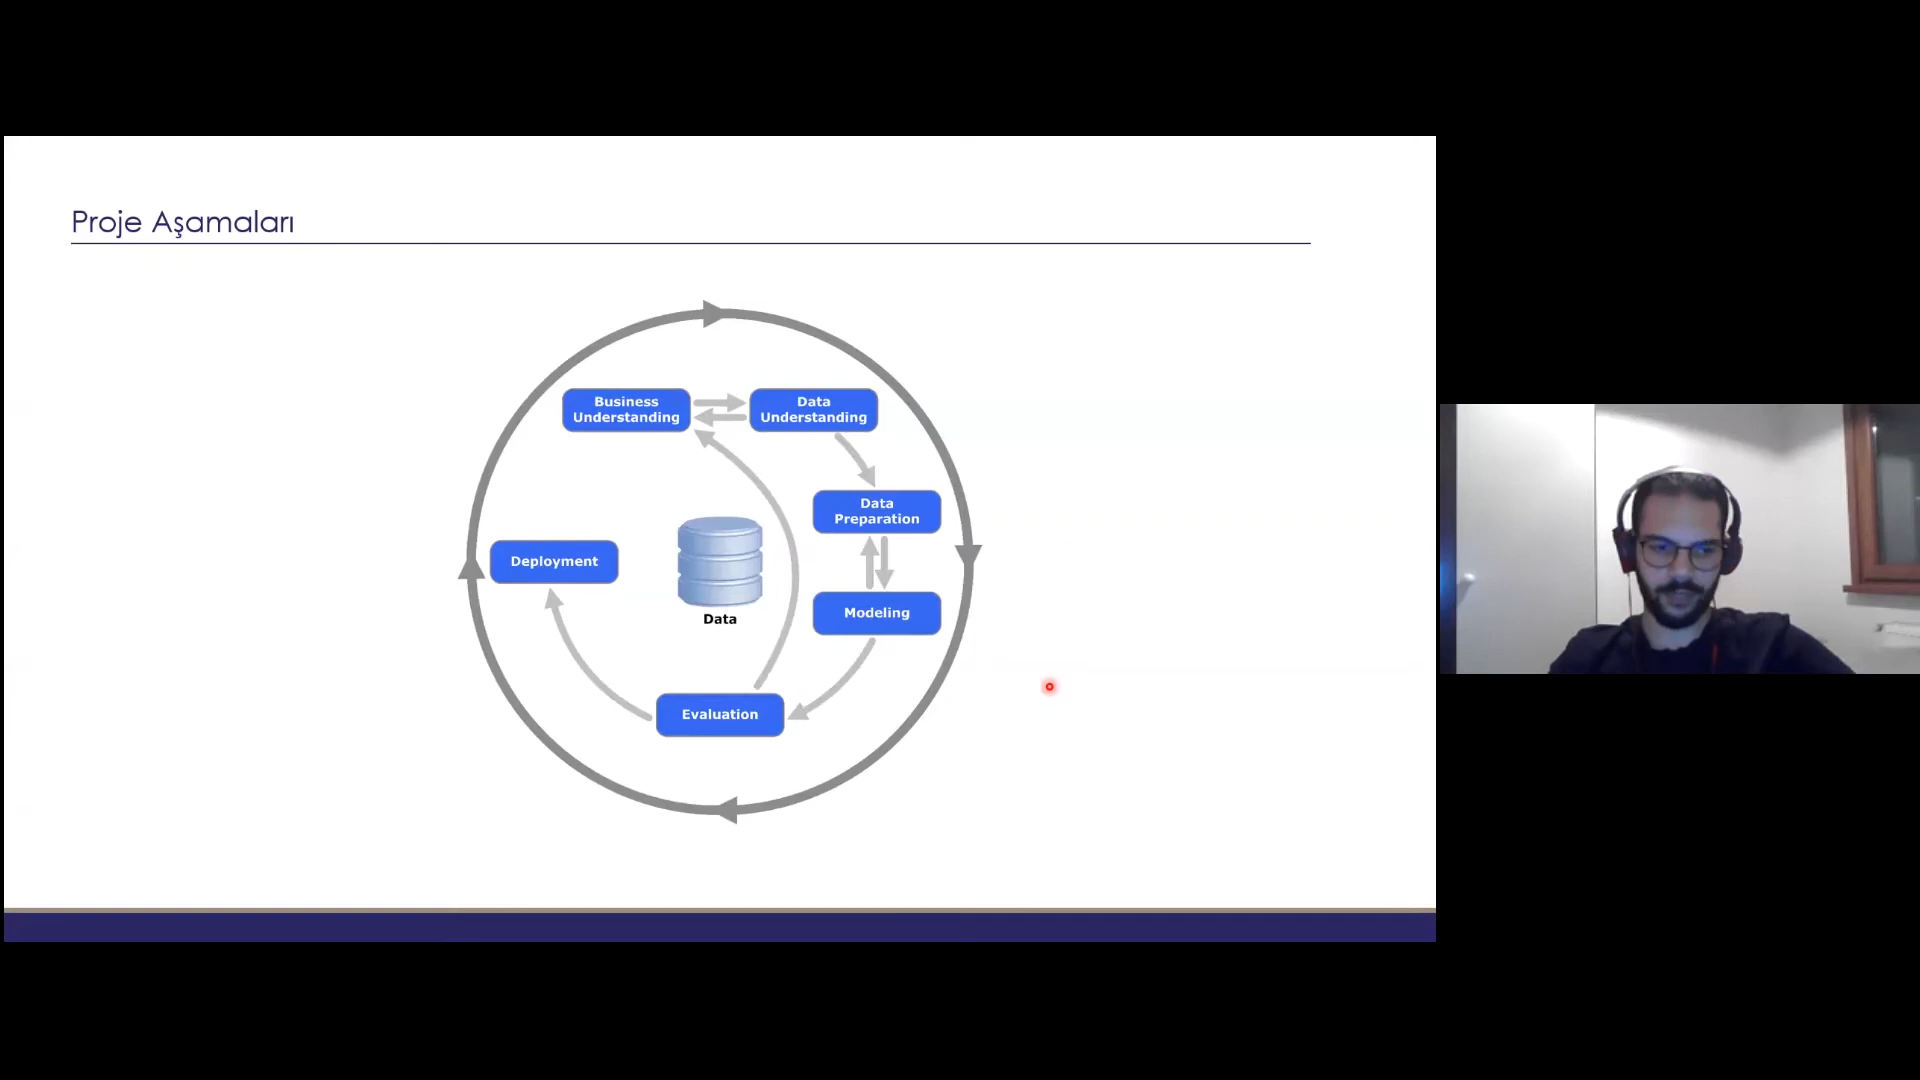 Proje Aşamaları
Business
Understanding
Data
Understanding
Data
Preparation
Deployment
Modeling
Data
Evaluation